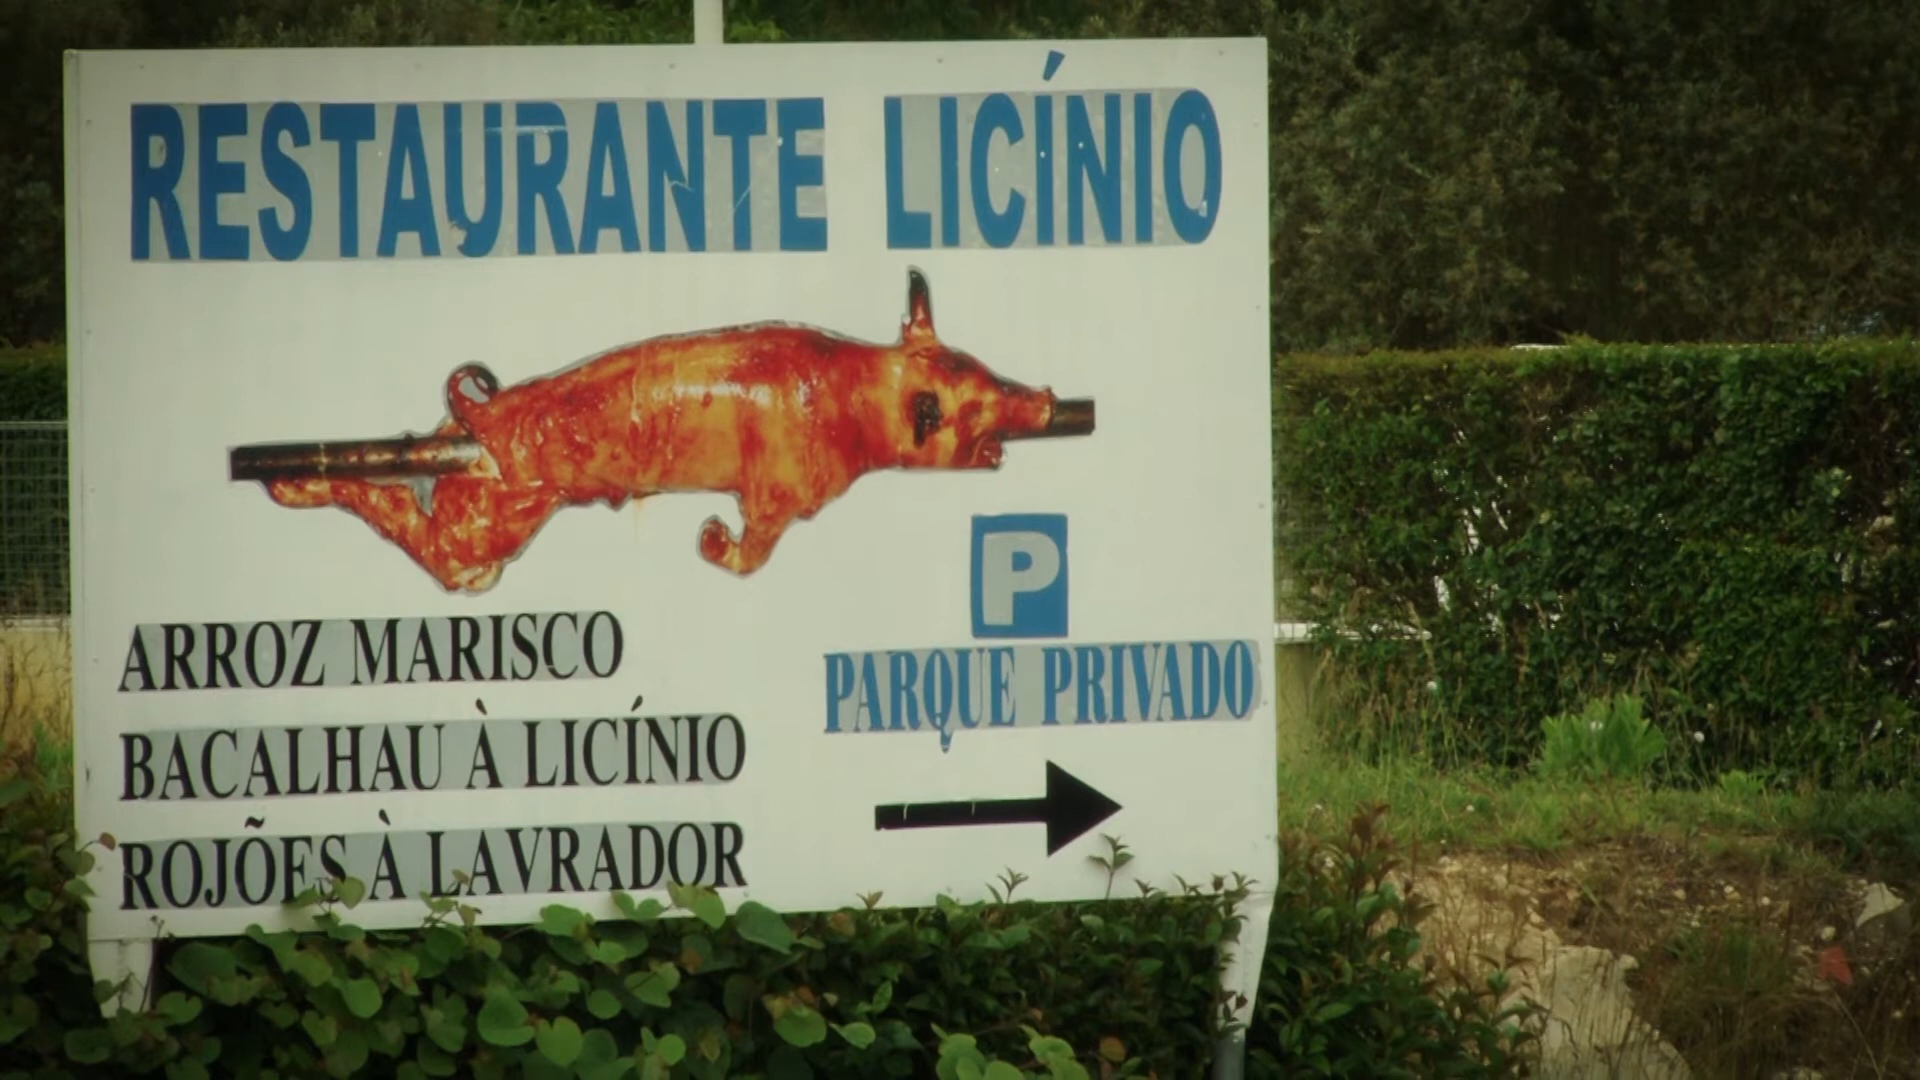 RESTAURANTE LICÍNIO
P
PARQUE PRIVADO
ARROZ MARISCO
BACALHAU À LICÍNIO
ROJÕES À LAVRADOR